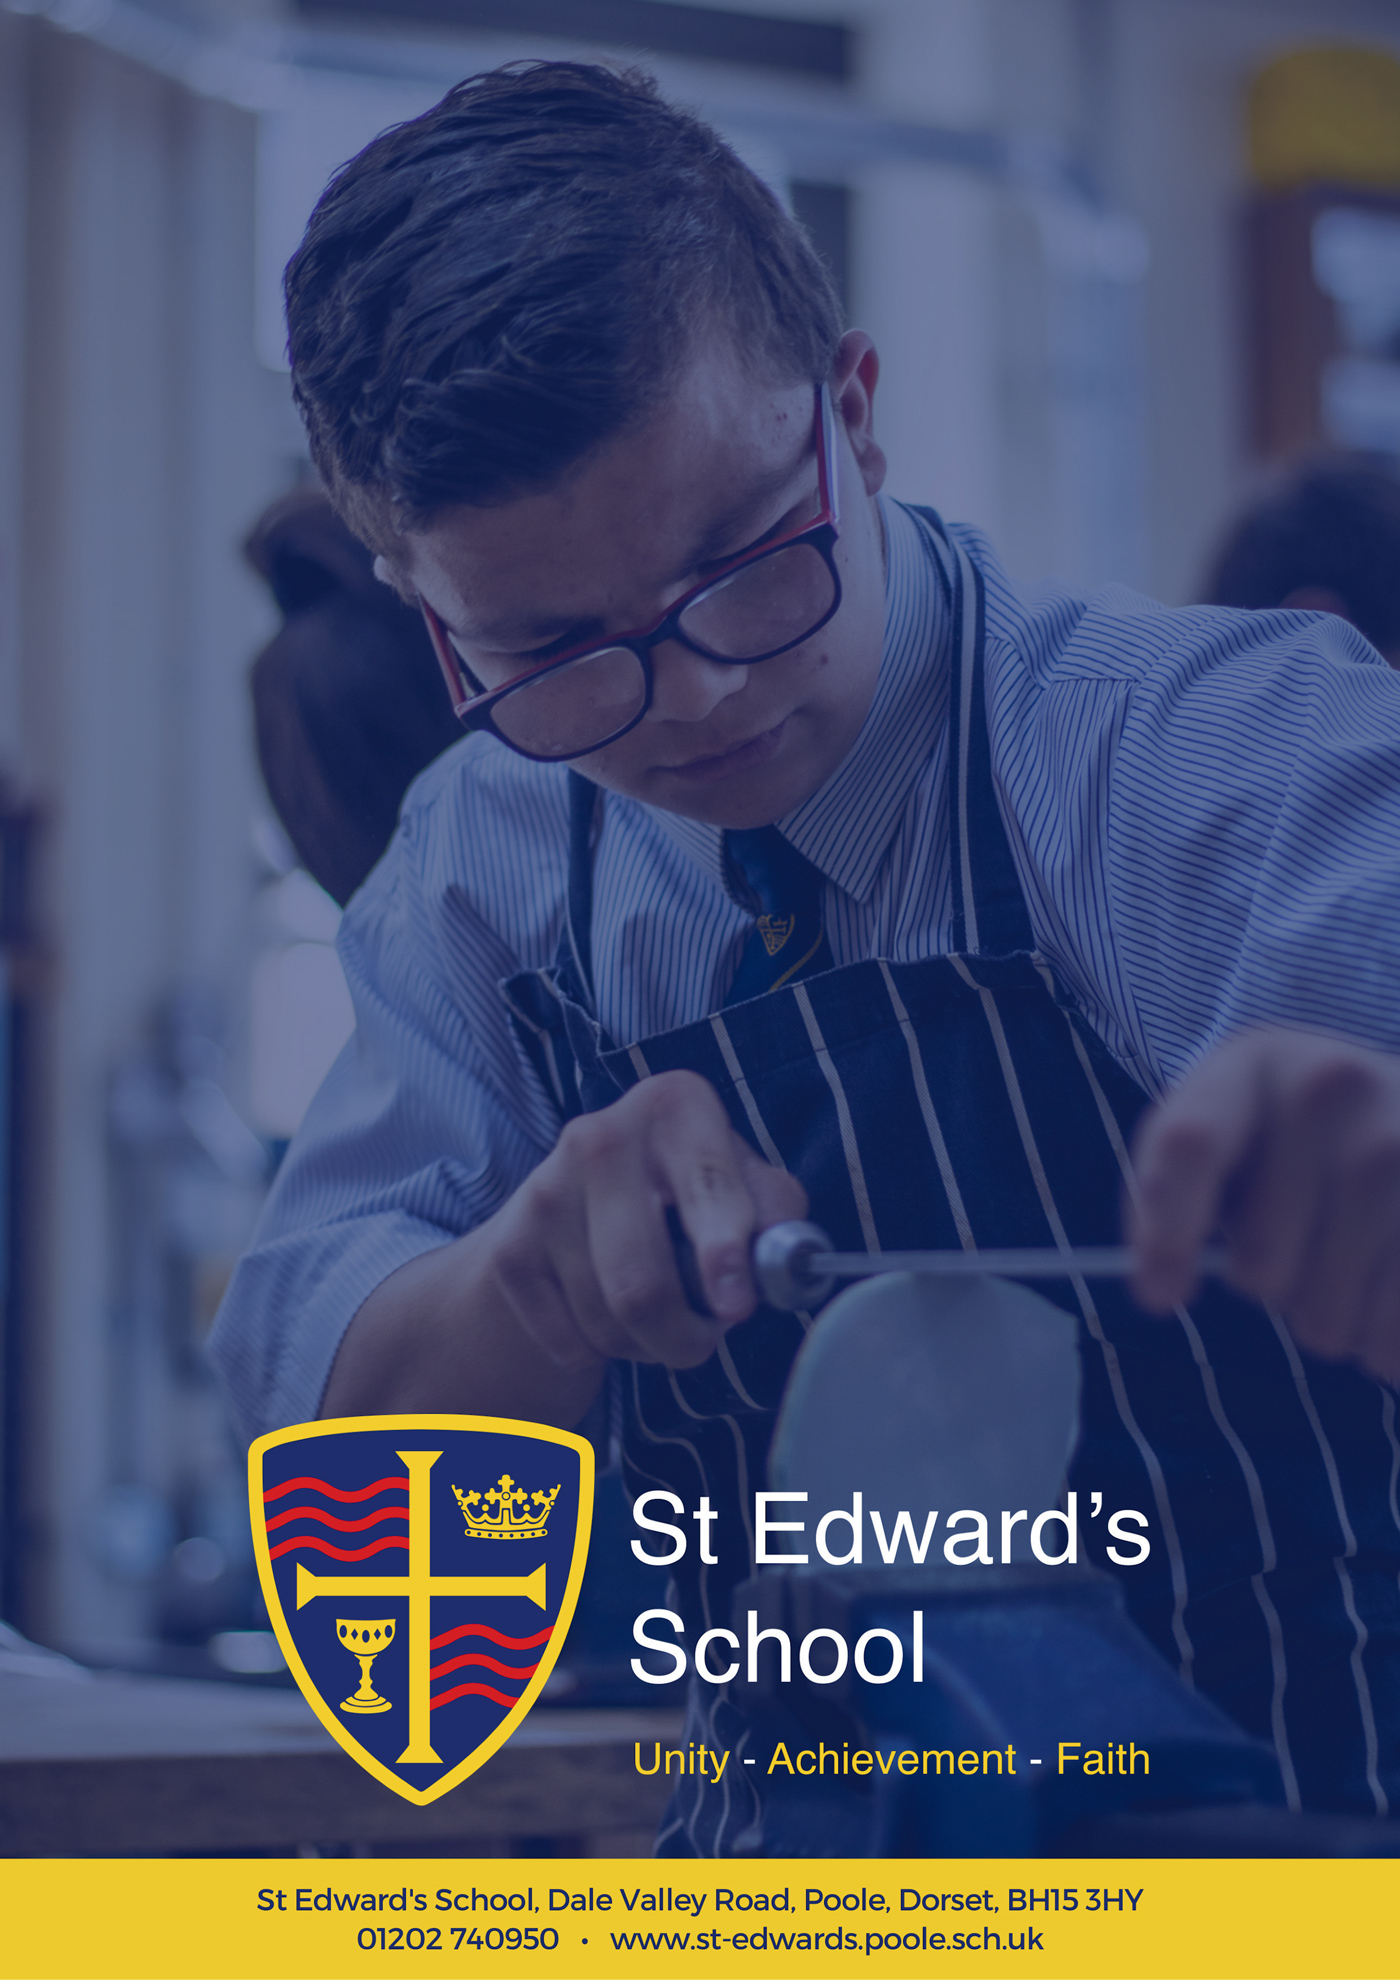 St Edward’s
School
Unity - Achievement - Faith
St Edward's School, Dale Valley Road, Poole, Dorset, BH15 3HY
01202 740950 • www.st-edwards.poole.sch.uk